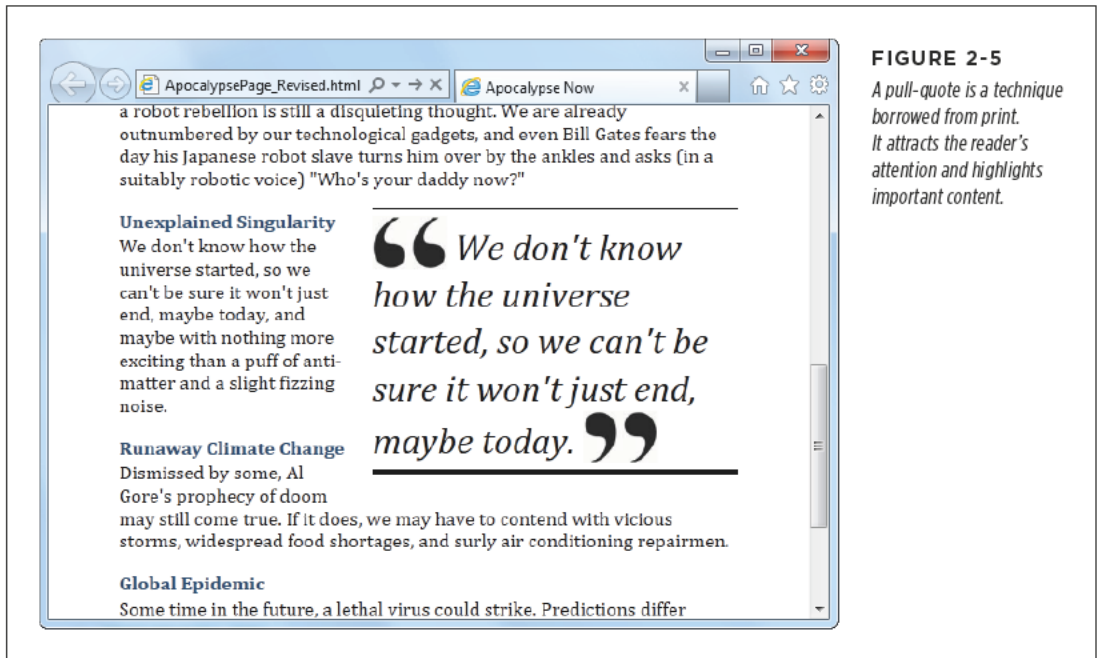 ApocalypsePage_Revised.html
Apocalypse Now
a robot rebellion is still a disquieting thought. We are already
outnumbered by our technological gadgets, and even Bill Gates fears the
day his Japanese robot slave turns him over by the ankles and asks (in a
suitably robotic voice) "Who's your daddy now?"
Unexplained Singularity
We don't know how the
universe started, so we
can't be sure it won't just
end, maybe today, and
maybe with nothing more
exciting than a puff of anti-
matter and a slight fizzing
noise.
“ We don't know
how the universe
started, so we can't be
sure it won't just end,
maybe today. ”
Runaway Climate Change
Dismissed by some, Al
Gore's prophecy of doom
may still come true. If it does, we may have to contend with vicious
storms, widespread food shortages, and surly air conditioning repairmen.
Global Epidemic
Some time in the future, a lethal virus could strike. Predictions differ
FIGURE 2-5
A pull-quote is a technique
borrowed from print.
It attracts the reader's
attention and highlights
important content.